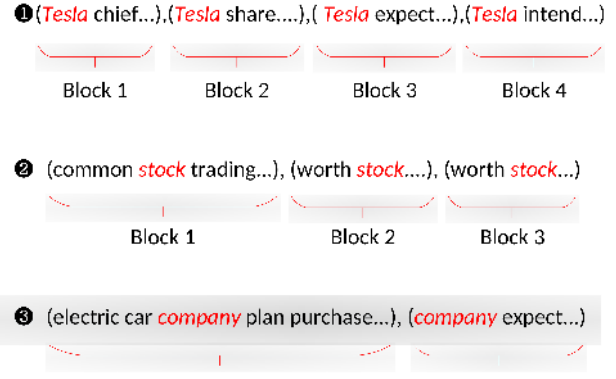 ❶(Tesla chief...),(Tesla share....),( Tesla expect...),(Tesla intend...)
Block 1 Block 2 Block 3 Block 4
❷ (common stock trading...), (worth stock....), (worth stock...)
Block 1 Block 2 Block 3
❸ (electric car company plan purchase...), (company expect...)